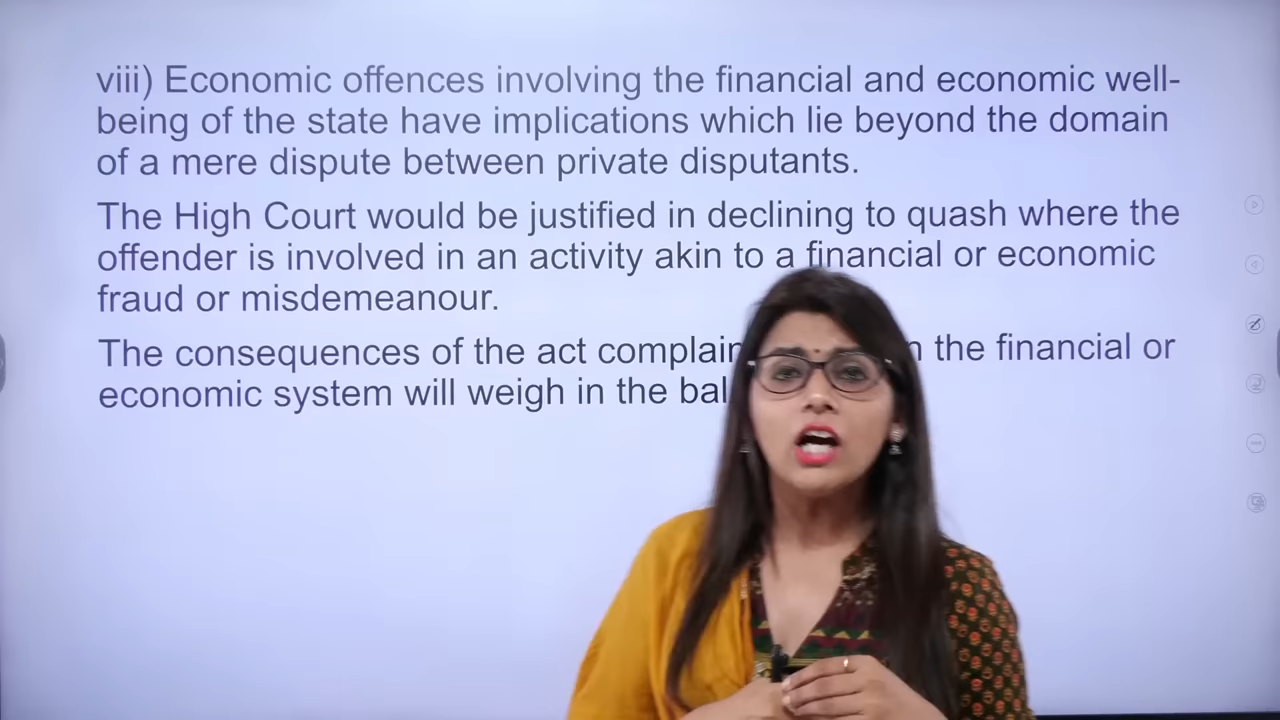 viii) Economic offences involving the financial and economic well-
being of the state have implications which lie beyond the domain
of a mere dispute between private disputants.
The High Court would be justified in declining to quash where the
offender is involved in an activity akin to a financial or economic
fraud or misdemeanour.
The consequences of the act the financial or
economic system will weigh in the